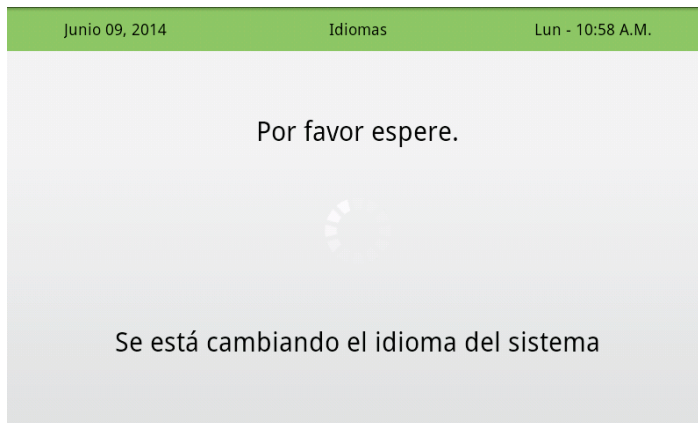 Junio 09, 2014 Idiomas Lun - 10:58 A.M.
Por favor espere.
Se está cambiando el idioma del sistema